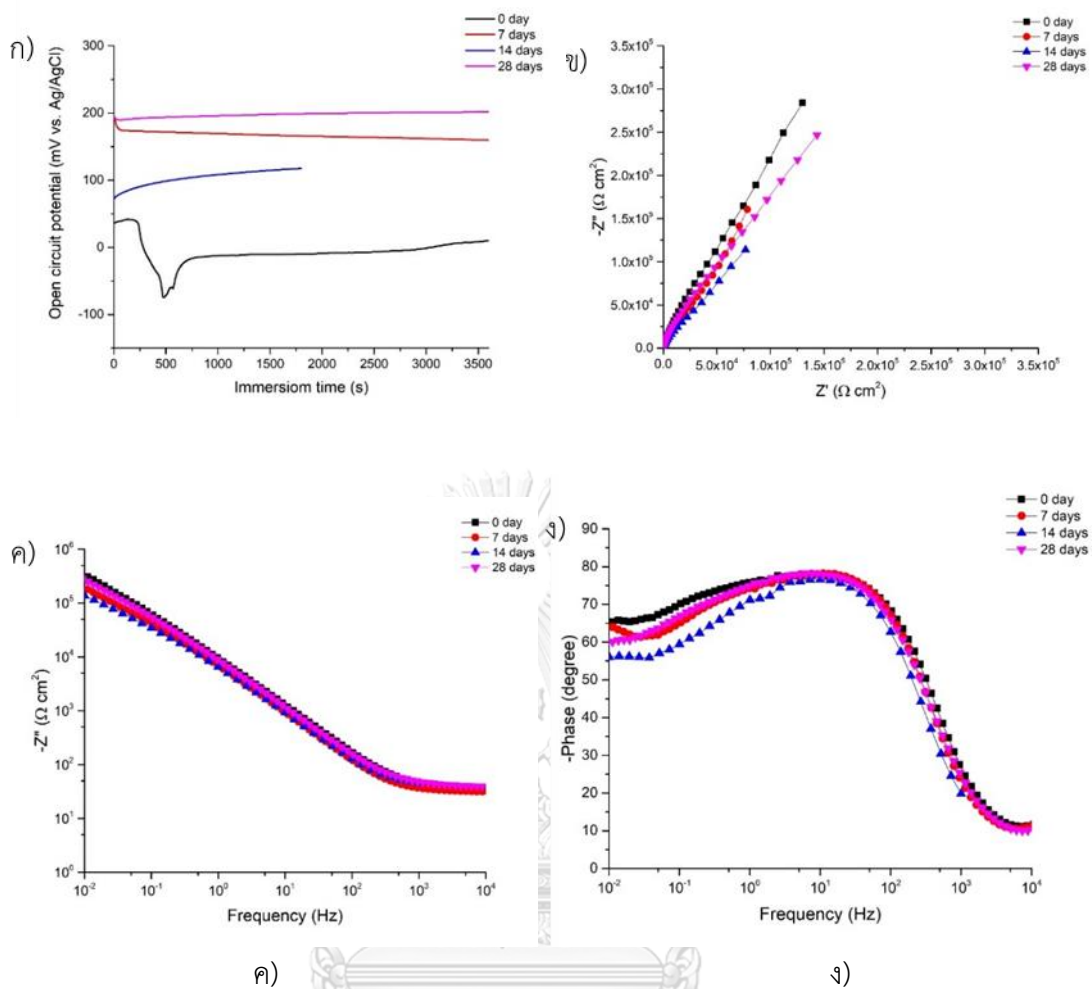 ก)
0 day
7 days
14 days
28 days
300
200
100
0
-100
0 500 1000 1500 2000 2500 3000 3500
Open circuit potential (mV vs. Ag/AgCl)
Immersiom time (s)
ข)
0 day
7 days
14 days
28 days
3.5x10⁵
3.0x10⁵
2.5x10⁵
2.0x10⁵
1.5x10⁵
1.0x10⁵
5.0x10⁴
0.0
0.0 5.0x10⁴ 1.0x10⁵ 1.5x10⁵ 2.0x10⁵ 2.5x10⁵ 3.0x10⁵ 3.5x10⁵
-Z" (Ω cm²)
Z' (Ω cm²)
ค)
0 day
7 days
14 days
28 days
10⁶
10⁵
10⁴
10³
10²
10¹
10⁰
10⁻² 10⁻¹ 10⁰ 10¹ 10² 10³ 10⁴
-Z" (Ω cm²)
Frequency (Hz)
ง)
0 day
7 days
14 days
28 days
90
80
70
60
50
40
30
20
10
0
10⁻² 10⁻¹ 10⁰ 10¹ 10² 10³ 10⁴
-Phase (degree)
Frequency (Hz)
ค)
ง)